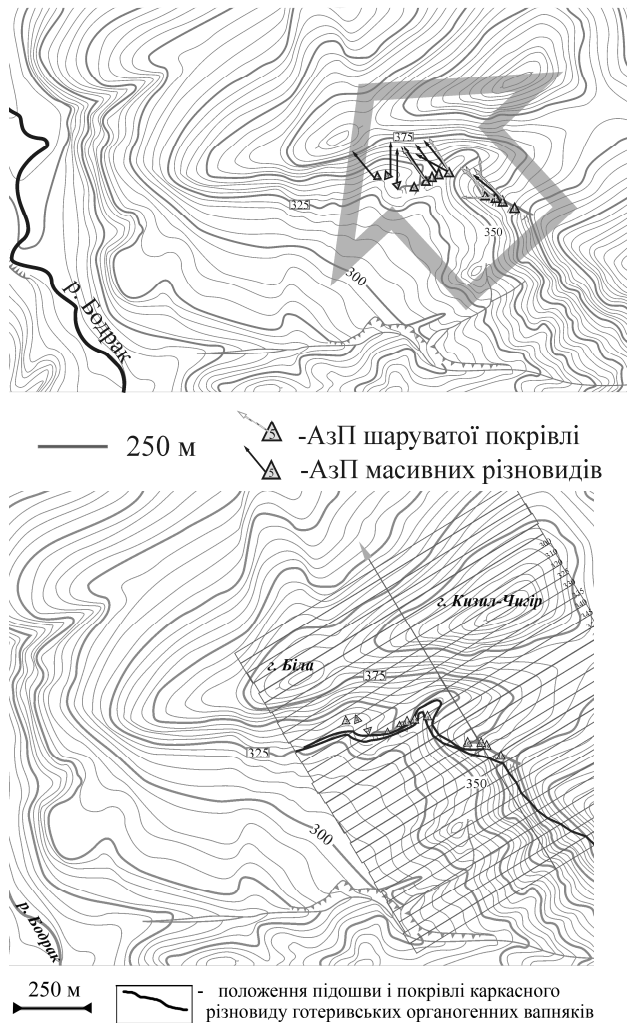 375
325
350
300
р. Бодрак
250 м
-АзП шаруватої покрівлі
-АзП масивних різновидів
г. Кизил-Чигір
г. Біла
375
325
350
300
р. Бодрак
250 м
- положення підошви і покрівлі каркасного
різновиду готеривських органогенних вапняків